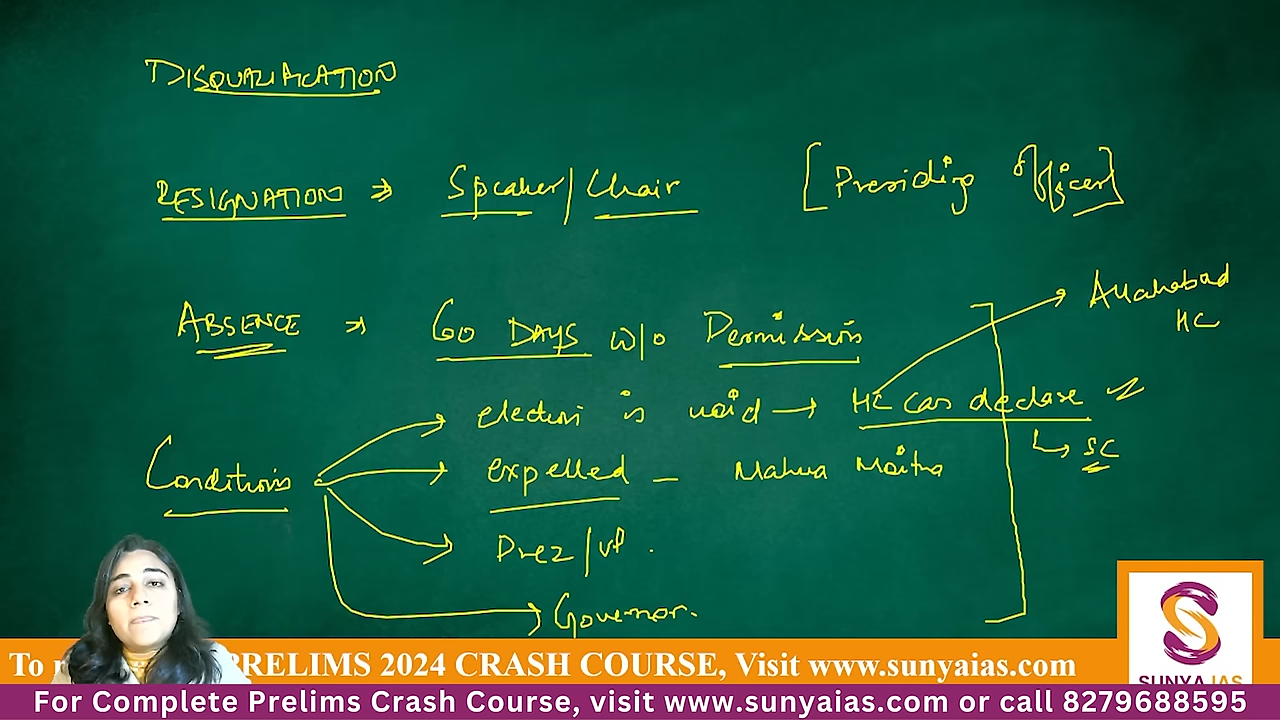 DISQUALIFICATION
RESIGNATION ⇒ Speaker/Chair [Presiding Officer]
ABSENCE → 60 DAYS w/o Permission
Allahabad
HC
election is void → HC can declare
↳ SC
Conditions
expelled - Mahua Moitra
Prez/VP.
Governor.
To PRELIMS 2024 CRASH COURSE, Visit www.sunyaias.com
SUNYA IAS
For Complete Prelims Crash Course, visit www.sunyaias.com or call 8279688595